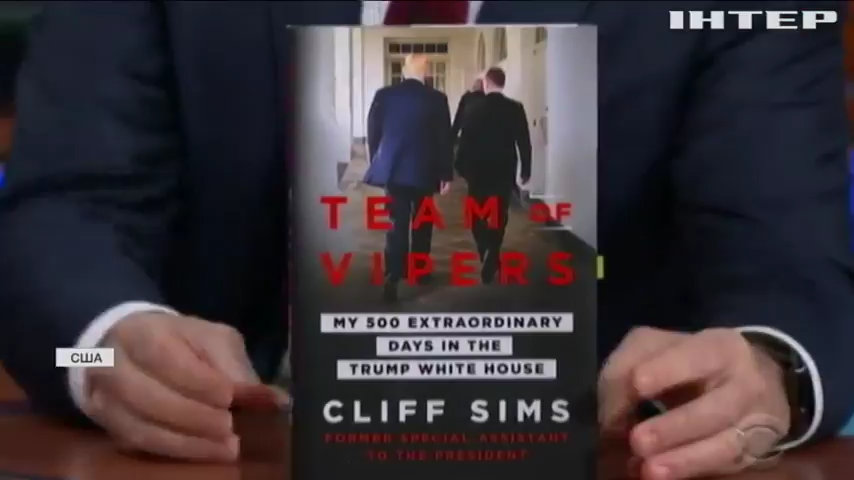 ІНТЕР
TEAM OF
VIPERS
MY 500 EXTRAORDINARY
DAYS IN THE
TRUMP WHITE HOUSE
США
CLIFF SIMS
FORMER SPECIAL ASSISTANT
TO THE PRESIDENT